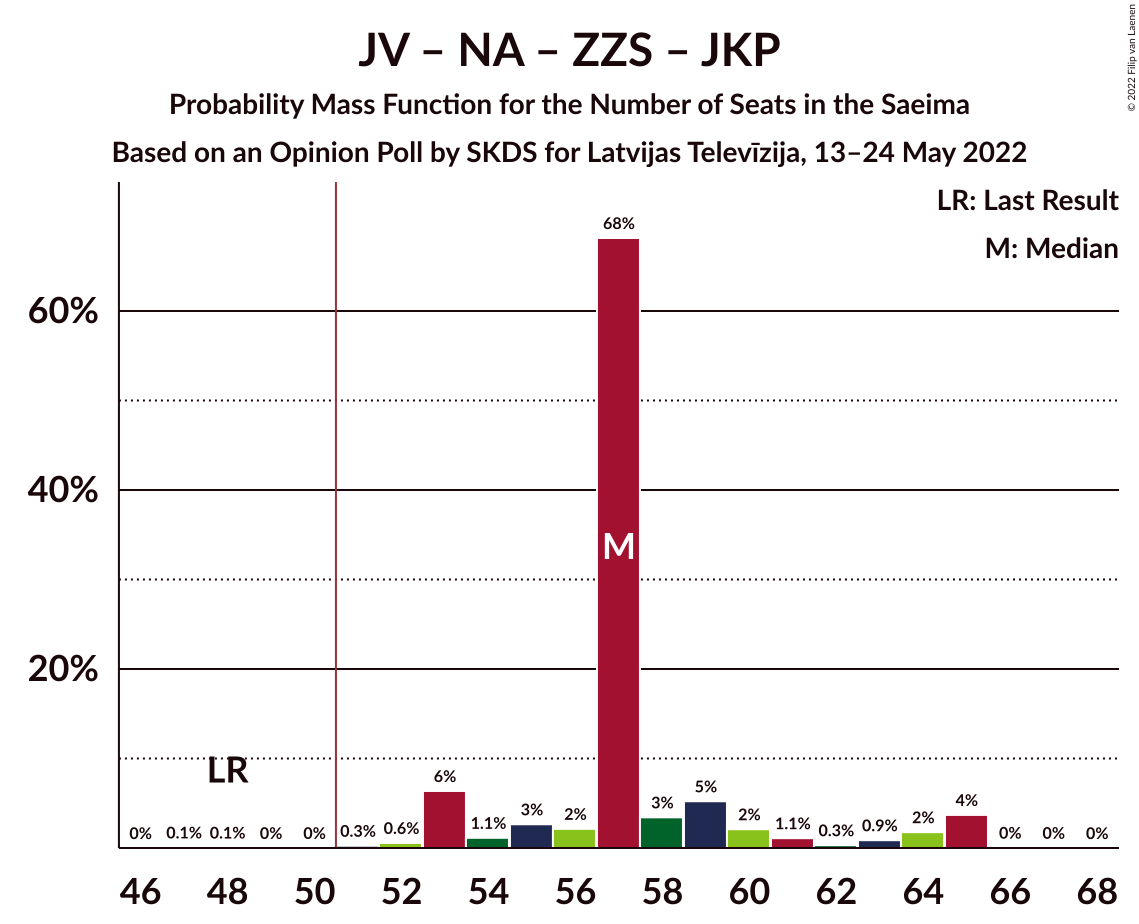 JV – NA – ZZS – JKP
Probability Mass Function for the Number of Seats in the Saeima
Based on an Opinion Poll by SKDS for Latvijas Televīzija, 13–24 May 2022
© 2022 Filip van Laenen
LR: Last Result
M: Median
60%
40%
20%
LR
M
0% 0.1% 0.1% 0% 0% 0.3% 0.6% 6% 1.1% 3% 2% 68% 3% 5% 2% 1.1% 0.3% 0.9% 2% 4% 0% 0% 0%
46 48 50 52 54 56 58 60 62 64 66 68